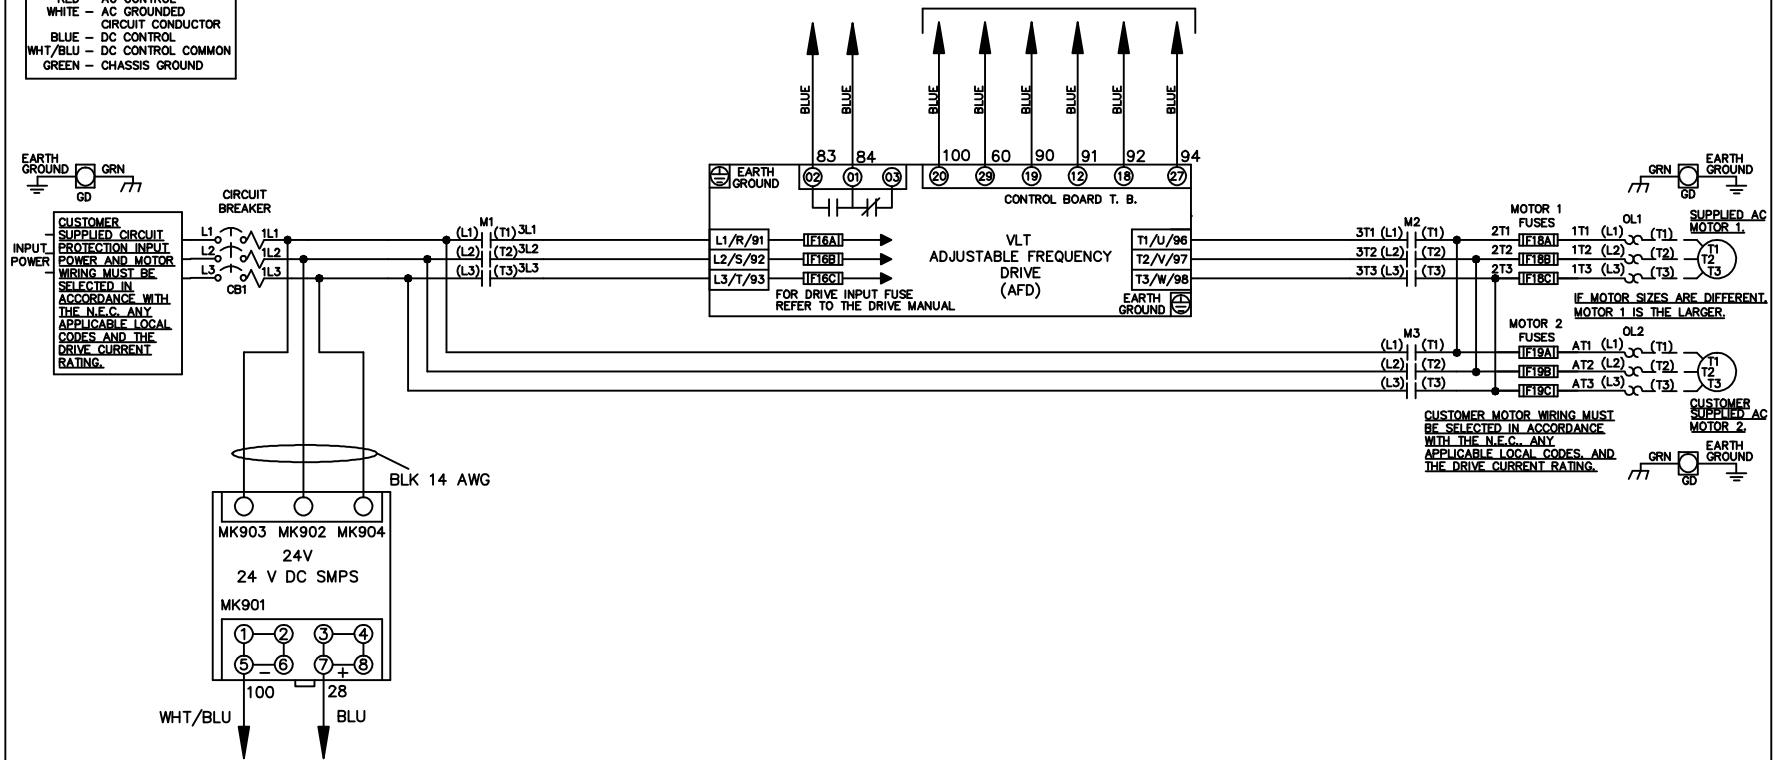 RED – AC CONTROL
WHITE – AC GROUNDED
CIRCUIT CONDUCTOR
BLUE – DC CONTROL
WHT/BLU – DC CONTROL COMMON
GREEN – CHASSIS GROUND
BLUE BLUE BLUE BLUE BLUE BLUE BLUE BLUE
83 84 100 60 90 91 92 94
EARTH
GROUND
GRN
GD
EARTH
GROUND
02 01 03 20 29 19 12 18 27
CONTROL BOARD T. B.
GRN
EARTH
GROUND
GD
CIRCUIT
BREAKER
INPUT
POWER
CUSTOMER
SUPPLIED CIRCUIT
PROTECTION INPUT
POWER AND MOTOR
WIRING MUST BE
SELECTED IN
ACCORDANCE WITH
THE N.E.C. ANY
APPLICABLE LOCAL
CODES AND THE
DRIVE CURRENT
RATING.
L1 1L1
L2 1L2
L3 1L3
CB1
M1
(L1) (T1) 3L1
(L2) (T2) 3L2
(L3) (T3) 3L3
L1/R/91 F16A
L2/S/92 F16B
L3/T/93 F16C
FOR DRIVE INPUT FUSE
REFER TO THE DRIVE MANUAL
VLT
ADJUSTABLE FREQUENCY
DRIVE
(AFD)
T1/U/96
T2/V/97
T3/W/98
EARTH
GROUND
M2
MOTOR 1
FUSES
OL1
SUPPLIED AC
MOTOR 1.
3T1 (L1) (T1) 2T1 F18A 1T1 (L1) (T1) T1
3T2 (L2) (T2) 2T2 F18B 1T2 (L2) (T2) T2
3T3 (L3) (T3) 2T3 F18C 1T3 (L3) (T3) T3
IF MOTOR SIZES ARE DIFFERENT,
MOTOR 1 IS THE LARGER.
M3
MOTOR 2
FUSES
OL2
(L1) (T1) F19A AT1 (L1) (T1) T1
(L2) (T2) F19B AT2 (L2) (T2) T2
(L3) (T3) F19C AT3 (L3) (T3) T3
CUSTOMER
SUPPLIED AC
MOTOR 2.
CUSTOMER MOTOR WIRING MUST
BE SELECTED IN ACCORDANCE
WITH THE N.E.C.. ANY
APPLICABLE LOCAL CODES, AND
THE DRIVE CURRENT RATING.
GRN
EARTH
GROUND
GD
BLK 14 AWG
MK903 MK902 MK904
24V
24 V DC SMPS
MK901
1 2 3 4
5 6 7 8
– +
100 28
WHT/BLU BLU